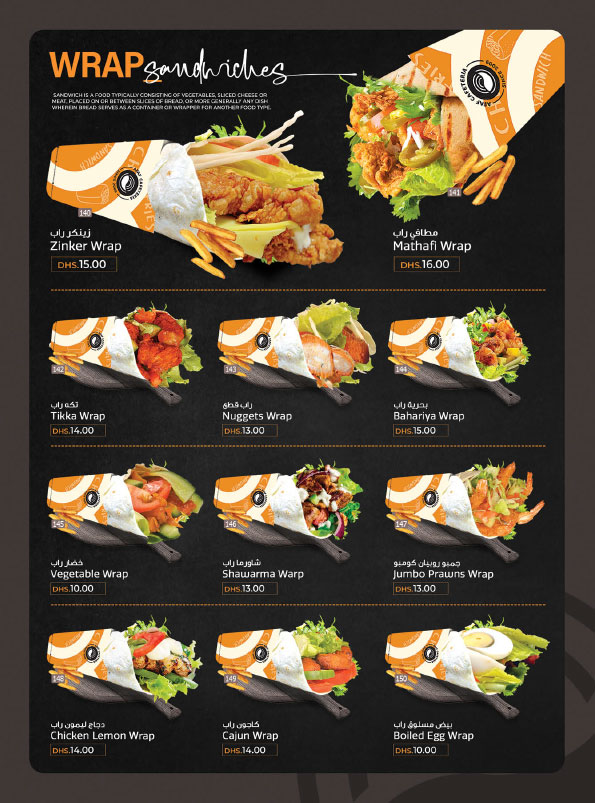 WRAP sandwiches
SANDWICH IS A FOOD TYPICALLY CONSISTING OF VEGETABLES, SLICED CHEESE OR
MEAT, PLACED ON OR BETWEEN SLICES OF BREAD, OR MORE GENERALLY ANY DISH
WHEREIN BREAD SERVES AS A CONTAINER OR WRAPPER FOR ANOTHER FOOD TYPE.
SANDWICH
140
زينكر راب
Zinker Wrap
DHS.15.00
SANDWICH
141
مطافي راب
Mathafi Wrap
DHS.16.00
142
تكه راب
Tikka Wrap
DHS.14.00
143
راب قطع
Nuggets Wrap
DHS.13.00
144
بحرية راب
Bahariya Wrap
DHS.15.00
145
خضار راب
Vegetable Wrap
DHS.10.00
146
شاورما راب
Shawarma Warp
DHS.13.00
147
جمبو روبيان كومبو
Jumbo Prawns Wrap
DHS.13.00
148
دجاج ليمون راب
Chicken Lemon Wrap
DHS.14.00
149
كاجون راب
Cajun Wrap
DHS.14.00
150
بيض مسلوق راب
Boiled Egg Wrap
DHS.10.00